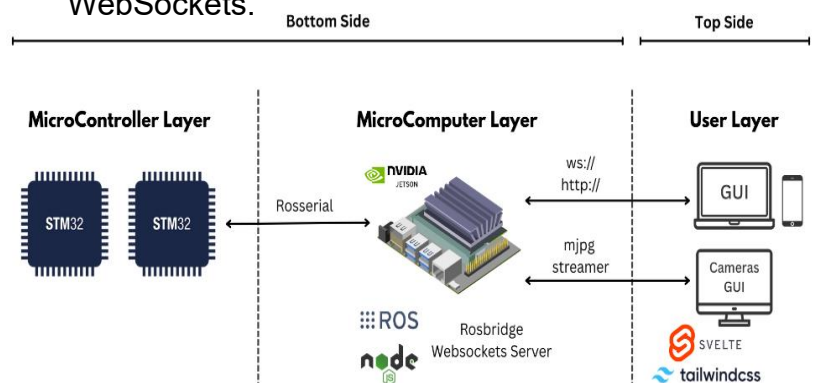 WebSockets.
Bottom Side
Top Side
MicroController Layer
MicroComputer Layer
User Layer
NVIDIA
JETSON
STM32
STM32
Rosserial
ws://
http://
GUI
mjpg
streamer
Cameras
GUI
ROS
node
JS
Rosbridge
Websockets Server
SVELTE
tailwindcss